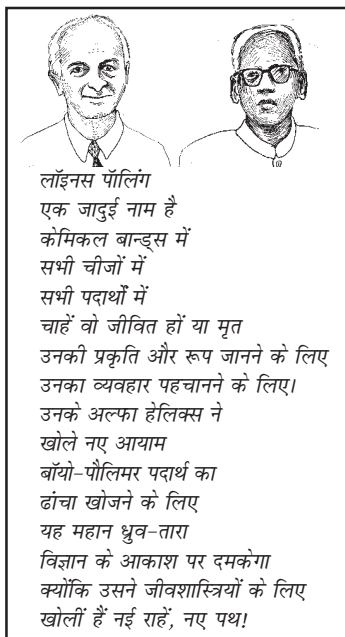 लॉइनस पॉलिंग
एक जादुई नाम है
केमिकल बान्ड्स में
सभी चीजों में
सभी पदार्थों में
चाहें वो जीवित हों या मृत
उनकी प्रकृति और रूप जानने के लिए
उनका व्यवहार पहचानने के लिए।
उनके अल्फा हेलिक्स ने
खोले नए आयाम
बॉयो-पौलिमर पदार्थ का
ढांचा खोजने के लिए
यह महान ध्रुव-तारा
विज्ञान के आकाश पर दमकेगा
क्योंकि उसने जीवशास्त्रियों के लिए
खोलीं हैं नई राहें, नए पथ!